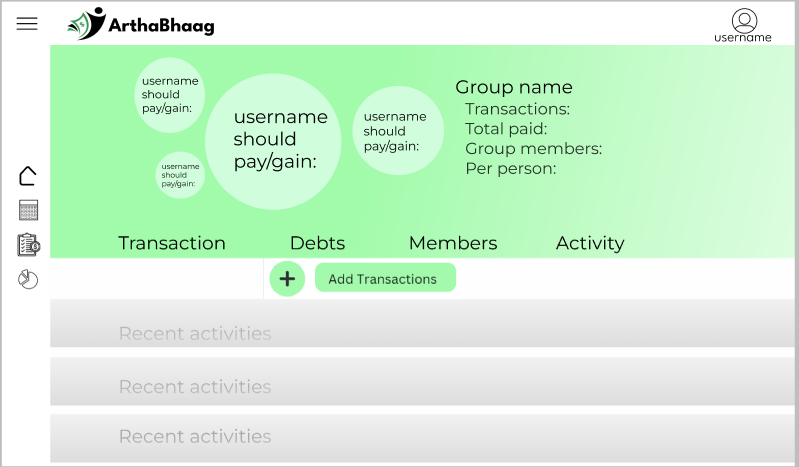 ArthaBhaag
username
username
should
pay/gain:
username
should
pay/gain:
username
should
pay/gain:
username
should
pay/gain:
Group name
Transactions:
Total paid:
Group members:
Per person:
Transaction Debts Members Activity
+ Add Transactions
Recent activities
Recent activities
Recent activities